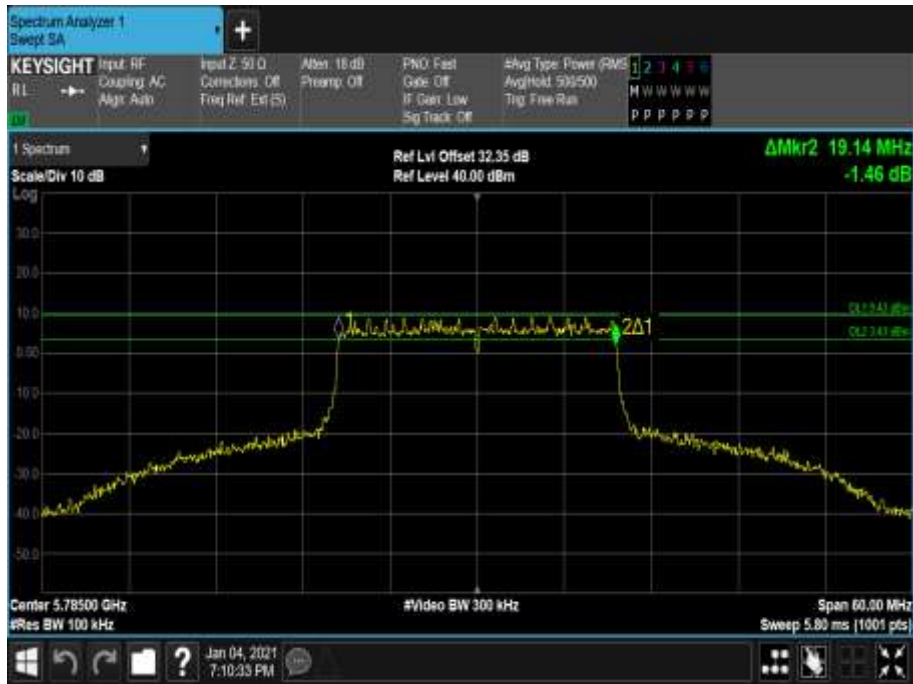 Spectrum Analyzer 1
Swept SA
+
KEYSIGHT
RL
Input: RF
Coupling: AC
Align: Auto
Input Z: 50 Ω
Corrections: Off
Freq Ref: Ext (S)
Atten: 18 dB
Preamp: Off
PNO: Fast
Gate: Off
IF Gain: Low
Sig Track: Off
#Avg Type: Power (RMS
Avg|Hold: 500/500
Trig: Free Run
1 2 3 4 5 6
M W W W W W
P P P P P P
1 Spectrum
Scale/Div 10 dB
Log
Ref Lvl Offset 32.35 dB
Ref Level 40.00 dBm
ΔMkr2 19.14 MHz
-1.46 dB
30.0
20.0
10.0
0.00
-10.0
-20.0
-30.0
-40.0
-50.0
2Δ1
Center 5.78500 GHz
#Res BW 100 kHz
#Video BW 300 kHz
Span 60.00 MHz
Sweep 5.80 ms (1001 pts)
?
Jan 04, 2021
7:10:33 PM